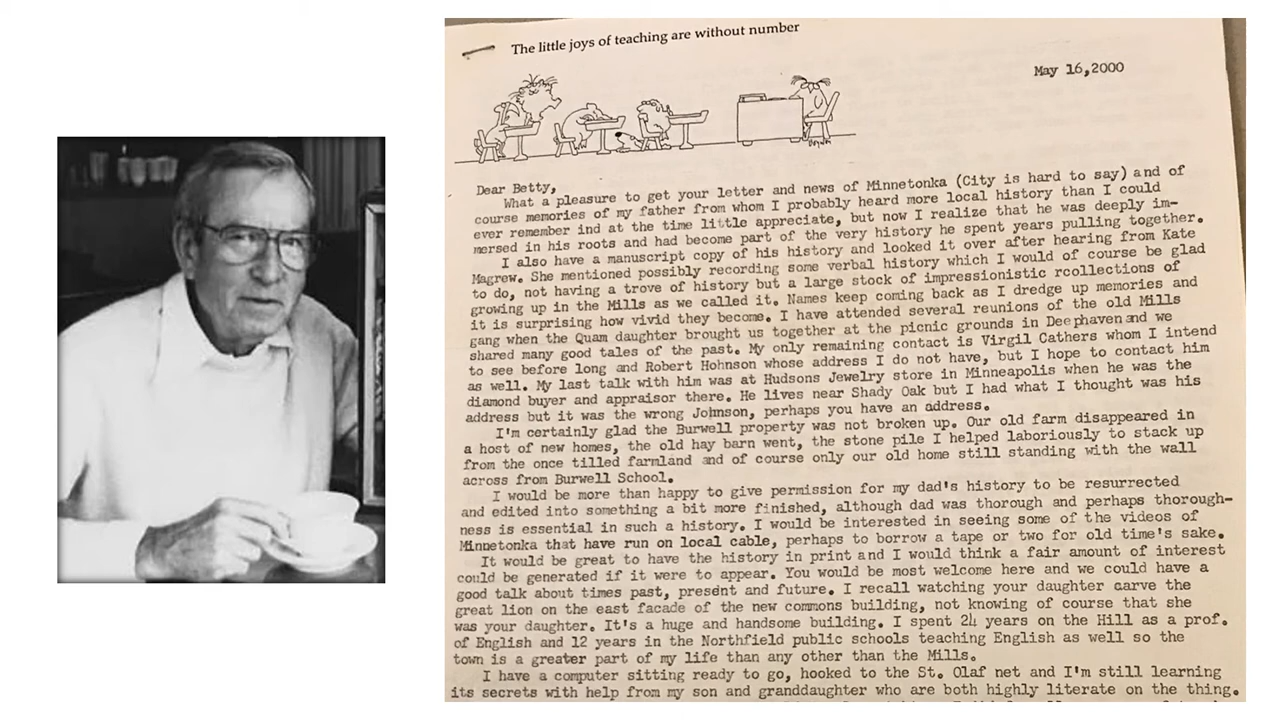 The little joys of teaching are without number
May 16,2000
Dear Betty,
What a pleasure to get your letter and news of Minnetonka (City is hard to say) and of
course memories of my father from whom I probably heard more local history than I could
ever remember ind at the time little appreciate, but now I realize that he was deeply im-
mersed in his roots and had become part of the very history he spent years pulling together.
I also have a manuscript copy of his history and looked it over after hearing from Kate
Magrew. She mentioned possibly recording some verbal history which I would of course be glad
to do, not having a trove of history but a large stock of impressionistic rcollections of
growing up in the Mills as we called it. Names keep coming back as I dredge up memories and
it is surprising how vivid they become. I have attended several reunions of the old Mills
gang when the Quam daughter brought us together at the picnic grounds in Deephaven and we
shared many good tales of the past. My only remaining contact is Virgil Cathers whom I intend
to see before long and Robert Hohnson whose address I do not have, but I hope to contact him
as well. My last talk with him was at Hudsons Jewelry store in Minneapolis when he was the
diamond buyer and appraisor there. He lives near Shady Oak but I had what I thought was his
address but it was the wrong Johnson, perhaps you have an address.
I'm certainly glad the Burwell property was not broken up. Our old farm disappeared in
a host of new homes, the old hay barn went, the stone pile I helped laboriously to stack up
from the once tilled farmland and of course only our old home still standing with the wall
across from Burwell School.
I would be more than happy to give permission for my dad's history to be resurrected
and edited into something a bit more finished, although dad was thorough and perhaps thorough-
ness is essential in such a history. I would be interested in seeing some of the videos of
Minnetonka that have run on local cable, perhaps to borrow a tape or two for old time's sake.
It would be great to have the history in print and I would think a fair amount of interest
could be generated if it were to appear. You would be most welcome here and we could have a
good talk about times past, present and future. I recall watching your daughter carve the
great lion on the east facade of the new commons building, not knowing of course that she
was your daughter. It's a huge and handsome building. I spent 24 years on the Hill as a prof.
of English and 12 years in the Northfield public schools teaching English as well so the
town is a greater part of my life than any other than the Mills.
I have a computer sitting ready to go, hooked to the St. Olaf net and I'm still learning
its secrets with help from my son and granddaughter who are both highly literate on the thing.